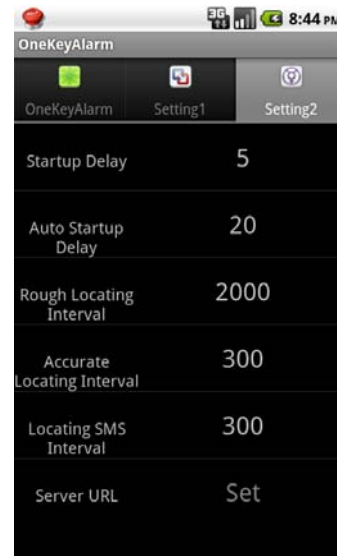 3G 8:44 PM
OneKeyAlarm
OneKeyAlarm Setting1 Setting2
Startup Delay 5
Auto Startup
Delay
20
Rough Locating
Interval
2000
Accurate
Locating Interval
300
Locating SMS
Interval
300
Server URL Set